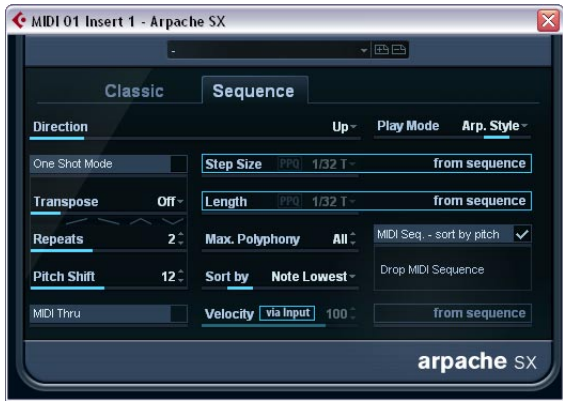 MIDI 01 Insert 1 - Arpache SX
-
Classic Sequence
Direction Up Play Mode Arp. Style
One Shot Mode Step Size PPQ 1/32 T from sequence
Transpose Off Length PPQ 1/32 T from sequence
Repeats 2 Max. Polyphony All MIDI Seq. - sort by pitch
Pitch Shift 12 Sort by Note Lowest Drop MIDI Sequence
MIDI Thru Velocity via Input 100 from sequence
arpache SX